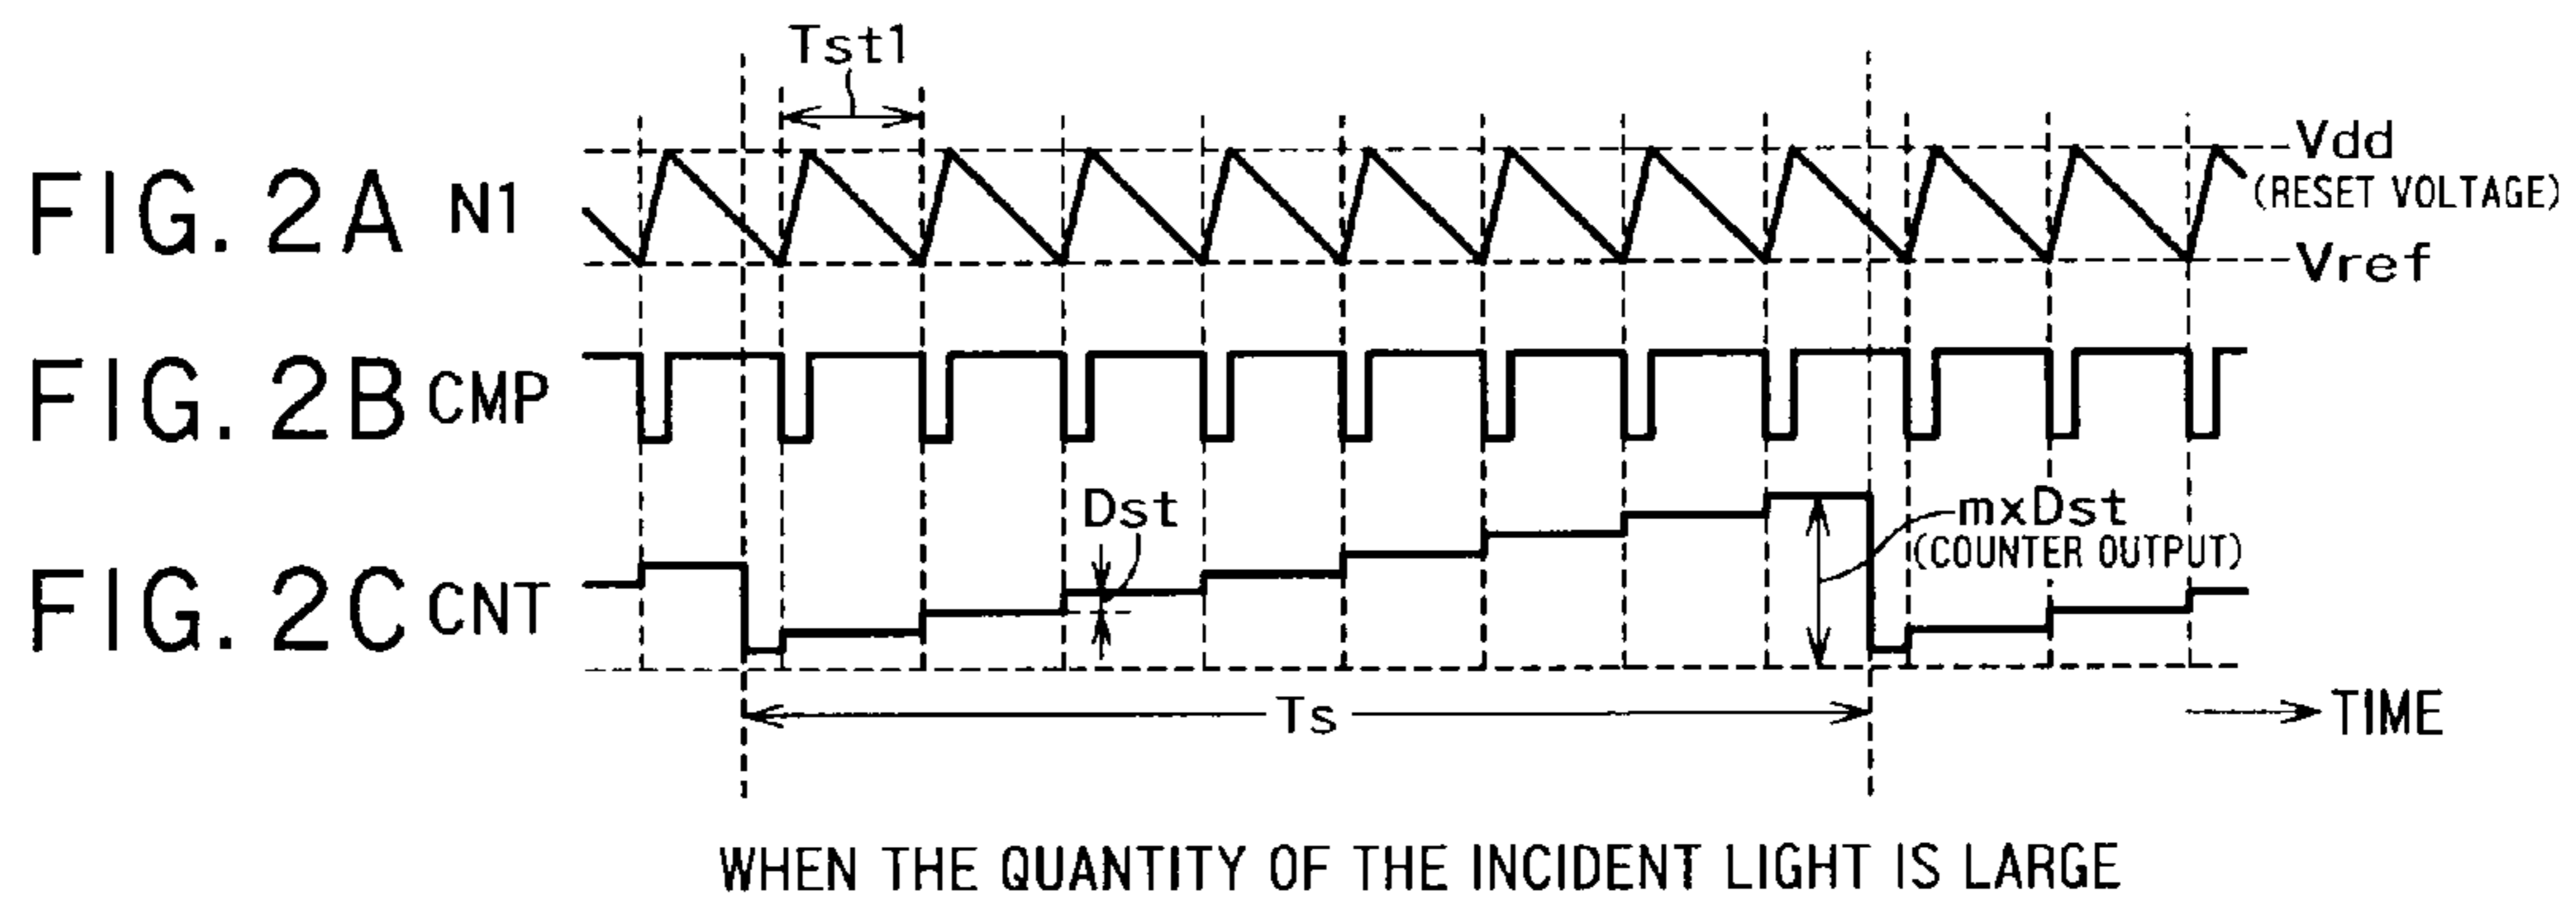 Tst1
FIG. 2A N1
Vdd
(RESET VOLTAGE)
Vref
FIG. 2B CMP
Dst
mxDst
(COUNTER OUTPUT)
FIG. 2C CNT
Ts
TIME
WHEN THE QUANTITY OF THE INCIDENT LIGHT IS LARGE